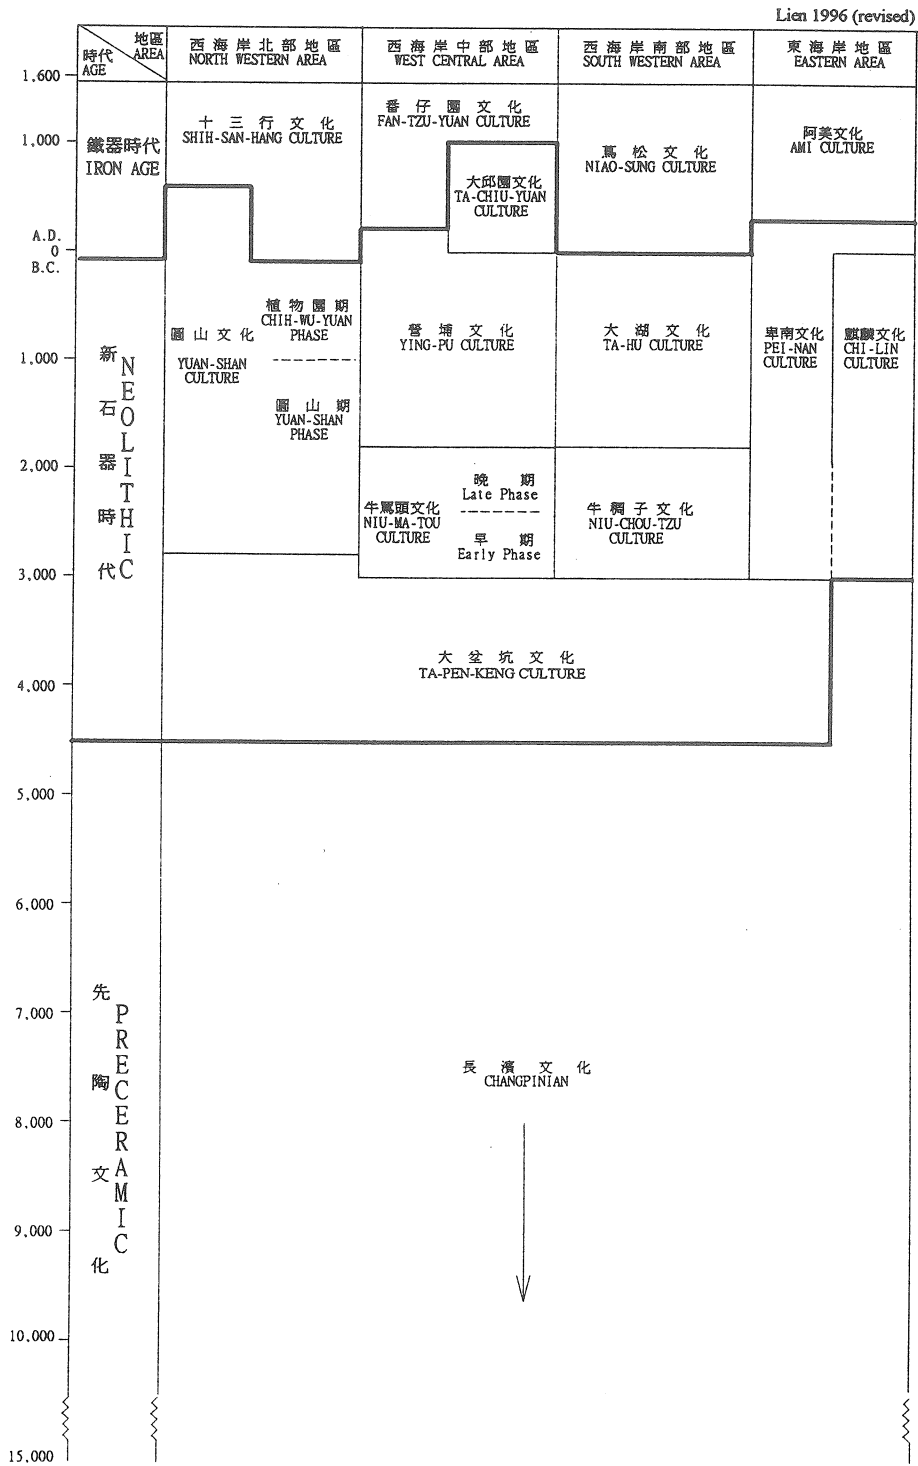 Lien 1996 (revised)
地區
AREA
時代
AGE
西海岸北部地區
NORTH WESTERN AREA
西海岸中部地區
WEST CENTRAL AREA
西海岸南部地區
SOUTH WESTERN AREA
東海岸地區
EASTERN AREA
1.600
1,000
A.D.
0
B.C.
1,000
2,000
3,000
4,000
5,000
6,000
7,000
8,000
9,000
10,000
15,000
鐵器時代
IRON AGE
新石器時代
NEOLITHIC
先陶文化
PRECERAMIC
十三行文化
SHIH-SAN-HANG CULTURE
番仔園文化
FAN-TZU-YUAN CULTURE
大邱園文化
TA-CHIU-YUAN
CULTURE
蔦松文化
NIAO-SUNG CULTURE
阿美文化
AMI CULTURE
圓山文化
YUAN-SHAN
CULTURE
植物園期
CHIH-WU-YUAN
PHASE
圓山期
YUAN-SHAN
PHASE
營埔文化
YING-PU CULTURE
大湖文化
TA-HU CULTURE
卑南文化
PEI-NAN
CULTURE
麒麟文化
CHI-LIN
CULTURE
牛罵頭文化
NIU-MA-TOU
CULTURE
晚期
Late Phase
早期
Early Phase
牛稠子文化
NIU-CHOU-TZU
CULTURE
大坌坑文化
TA-PEN-KENG CULTURE
長濱文化
CHANGPINIAN